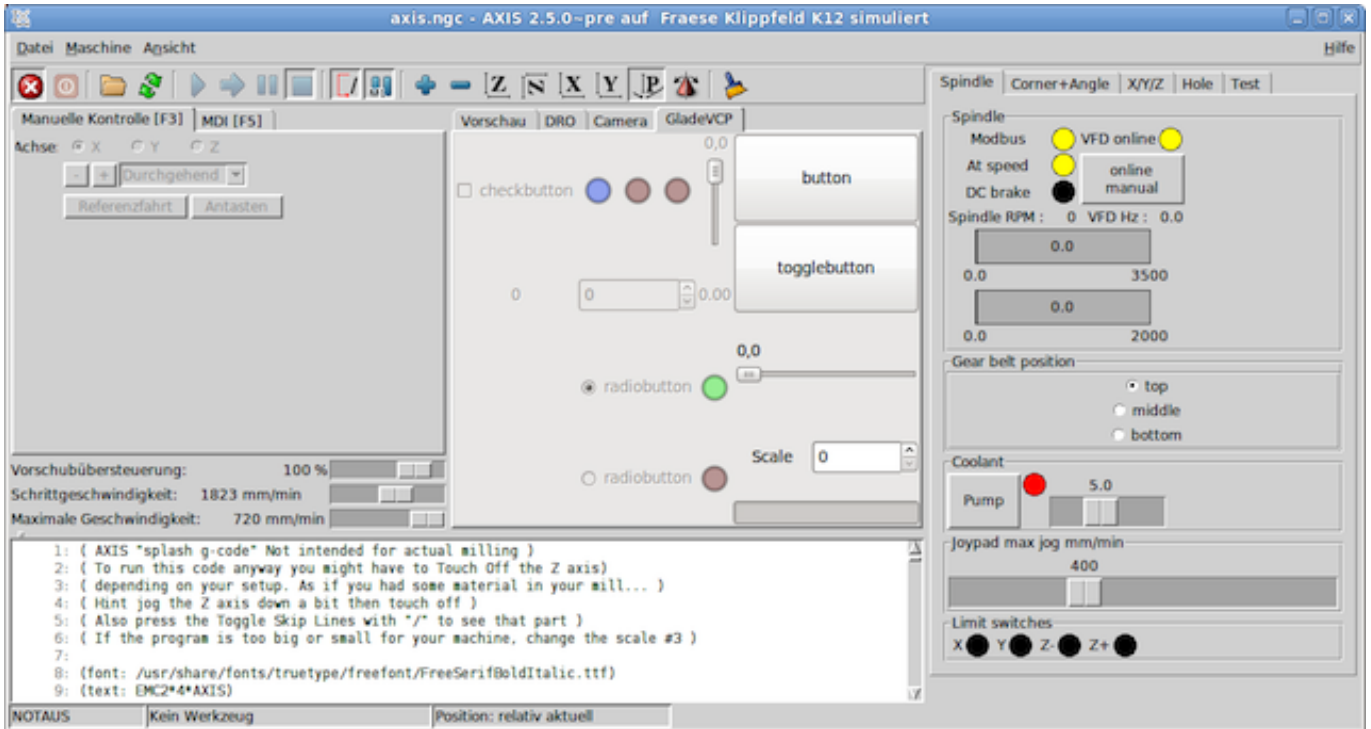 axis.ngc - AXIS 2.5.0~pre auf Fraese Klippfeld K12 simuliert
Datei Maschine Ansicht Hilfe
Z N X Y P
Manuelle Kontrolle [F3] MDI [F5]
Achse: X Y Z
- + Durchgehend
Referenzfahrt Antasten
Vorschubübersteuerung: 100 %
Schrittgeschwindigkeit: 1823 mm/min
Maximale Geschwindigkeit: 720 mm/min
Vorschau DRO Camera GladeVCP
0,0
checkbutton
button
togglebutton
0 0 0.00
0,0
radiobutton
Scale 0
radiobutton
Spindle Corner+Angle X/Y/Z Hole Test
Spindle
Modbus VFD online
At speed
online
manual
DC brake
Spindle RPM : 0 VFD Hz : 0.0
0.0
0.0 3500
0.0
0.0 2000
Gear belt position
top
middle
bottom
Coolant
Pump 5.0
Joypad max jog mm/min
400
Limit switches
X Y Z- Z+
1: ( AXIS "splash g-code" Not intended for actual milling )
2: ( To run this code anyway you might have to Touch Off the Z axis)
3: ( depending on your setup. As if you had some material in your mill... )
4: ( Hint jog the Z axis down a bit then touch off )
5: ( Also press the Toggle Skip Lines with "/" to see that part )
6: ( If the program is too big or small for your machine, change the scale #3 )
7:
8: (font: /usr/share/fonts/truetype/freefont/FreeSerifBoldItalic.ttf)
9: (text: EMC2*4*AXIS)
NOTAUS Kein Werkzeug Position: relativ aktuell